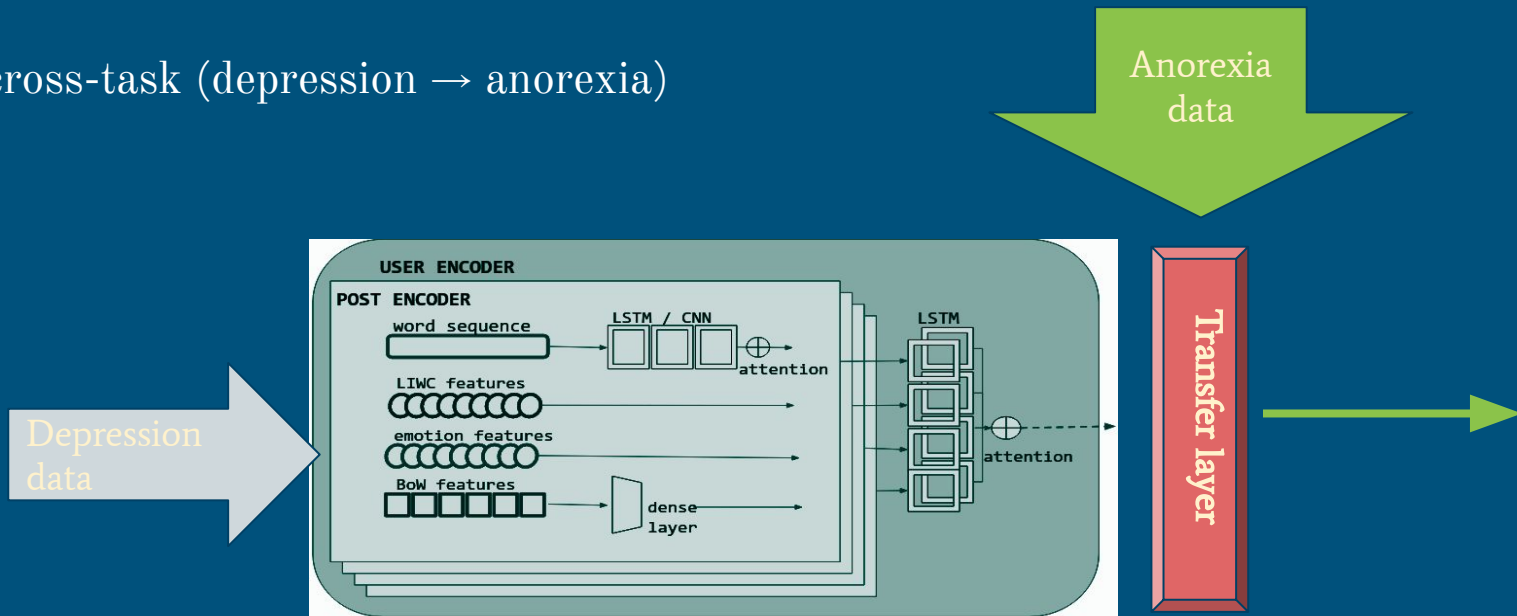 cross-task (depression → anorexia)
Anorexia
data
USER ENCODER
POST ENCODER
word sequence
LSTM / CNN
attention
LIWC features
emotion features
BoW features
dense
layer
LSTM
attention
Depression
data
Transfer layer